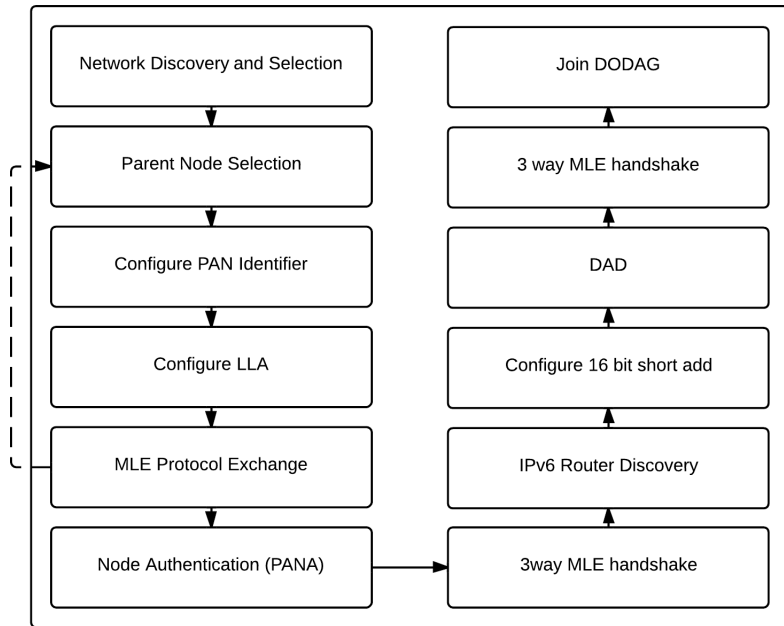 Network Discovery and Selection
Parent Node Selection
Configure PAN Identifier
Configure LLA
MLE Protocol Exchange
Node Authentication (PANA)
3way MLE handshake
IPv6 Router Discovery
Configure 16 bit short add
DAD
3 way MLE handshake
Join DODAG